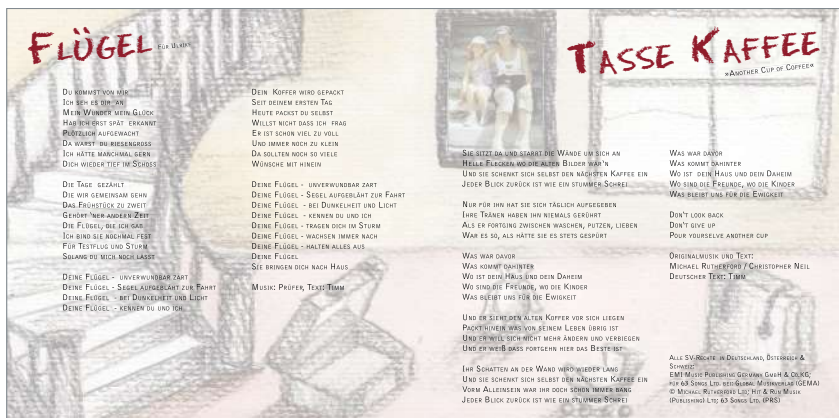 Flügel
Für Ulrike
Du kommst von mir
Ich seh es dir an
Mein Wunder mein Glück
Hab ich erst spät erkannt
Plötzlich aufgewacht
Da warst du riesengroß
Ich hätte manchmal gern
Dich wieder tief im Schoß
Die Tage gezählt
Die wir gemeinsam gehn
Das Frühstück zu zweit
Gehört 'ner andern Zeit
Die Flügel, die ich gab
Ich bind sie nochmal fest
Für Testflug und Sturm
Solang du mich noch lässt
Deine Flügel - unverwundbar zart
Deine Flügel - Segel aufgebläht zur Fahrt
Deine Flügel - bei Dunkelheit und Licht
Deine Flügel - kennen du und ich
Dein Koffer wird gepackt
Seit deinem ersten Tag
Heute packst du selbst
Willst nicht dass ich frag
Er ist schon viel zu voll
Und immer noch zu klein
Da sollten noch so viele
Wünsche mit hinein
Deine Flügel - unverwundbar zart
Deine Flügel - Segel aufgebläht zur Fahrt
Deine Flügel - bei Dunkelheit und Licht
Deine Flügel - kennen du und ich
Deine Flügel - tragen dich im Sturm
Deine Flügel - wachsen immer nach
Deine Flügel - halten alles aus
Deine Flügel
Sie bringen dich nach Haus
Musik: Prüfer, Text: Timm
Tasse Kaffee
»Another Cup of Coffee«
Sie sitzt da und starrt die Wände um sich an
Helle Flecken wo die alten Bilder war'n
Und sie schenkt sich selbst den nächsten Kaffee ein
Jeder Blick zurück ist wie ein stummer Schrei
Nur für ihn hat sie sich täglich aufgegeben
Ihre Tränen haben ihn niemals gerührt
Als er fortging zwischen waschen, putzen, lieben
War es so, als hätte sie es stets gespürt
Was war davor
Was kommt dahinter
Wo ist dein Haus und dein Daheim
Wo sind die Freunde, wo die Kinder
Was bleibt uns für die Ewigkeit
Und er sieht den alten Koffer vor sich liegen
Packt hinein was von seinem Leben übrig ist
Und er will sich nicht mehr ändern und verbiegen
Und er weiß dass fortgehn hier das Beste ist
Ihr Schatten an der Wand wird wieder lang
Und sie schenkt sich selbst den nächsten Kaffee ein
Vorm Alleinsein war ihr doch schon immer bang
Jeder Blick zurück ist wie ein stummer Schrei
Was war davor
Was kommt dahinter
Wo ist dein Haus und dein Daheim
Wo sind die Freunde, wo die Kinder
Was bleibt uns für die Ewigkeit
Don't look back
Don't give up
Pour yourselve another cup
Originalmusik und Text:
Michael Rutherford / Christopher Neil
Deutscher Text: Timm
Alle SV-Rechte in Deutschland, Österreich &
Schweiz:
EMI Music Publishing Germany GmbH & Co.KG;
für 63 Songs Ltd. bei Global Musikverlag (GEMA)
© Michael Rutherford Ltd; Hit & Run Musik
(Publishing) Ltd; 63 Songs Ltd. (PRS)